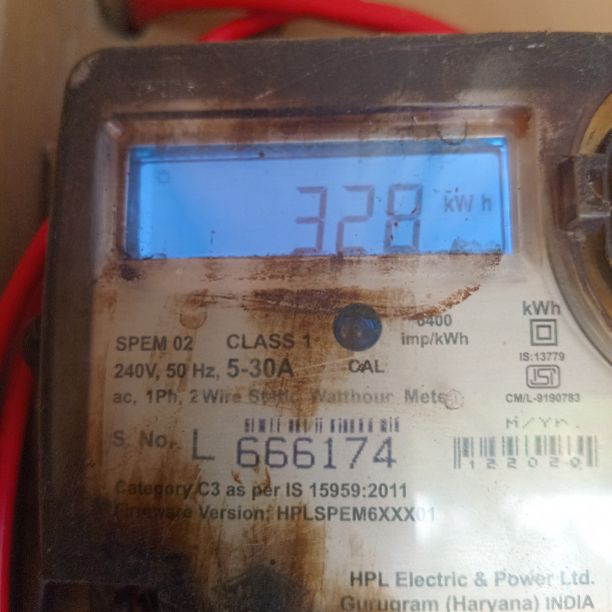 328 kW h
kWh
6400
imp/kWh
IS:13779
CM/L-9190783
SPEM 02 CLASS 1
240V, 50 Hz, 5-30A
CAL
ac, 1Ph, 2 Wire Static Watthour Meter
M/Yr.
S. No. L 666174
122020
Category C3 as per IS 15959:2011
Firmware Version; HPLSPEM6XXX01
HPL Electric & Power Ltd.
Gurugram (Haryana) INDIA